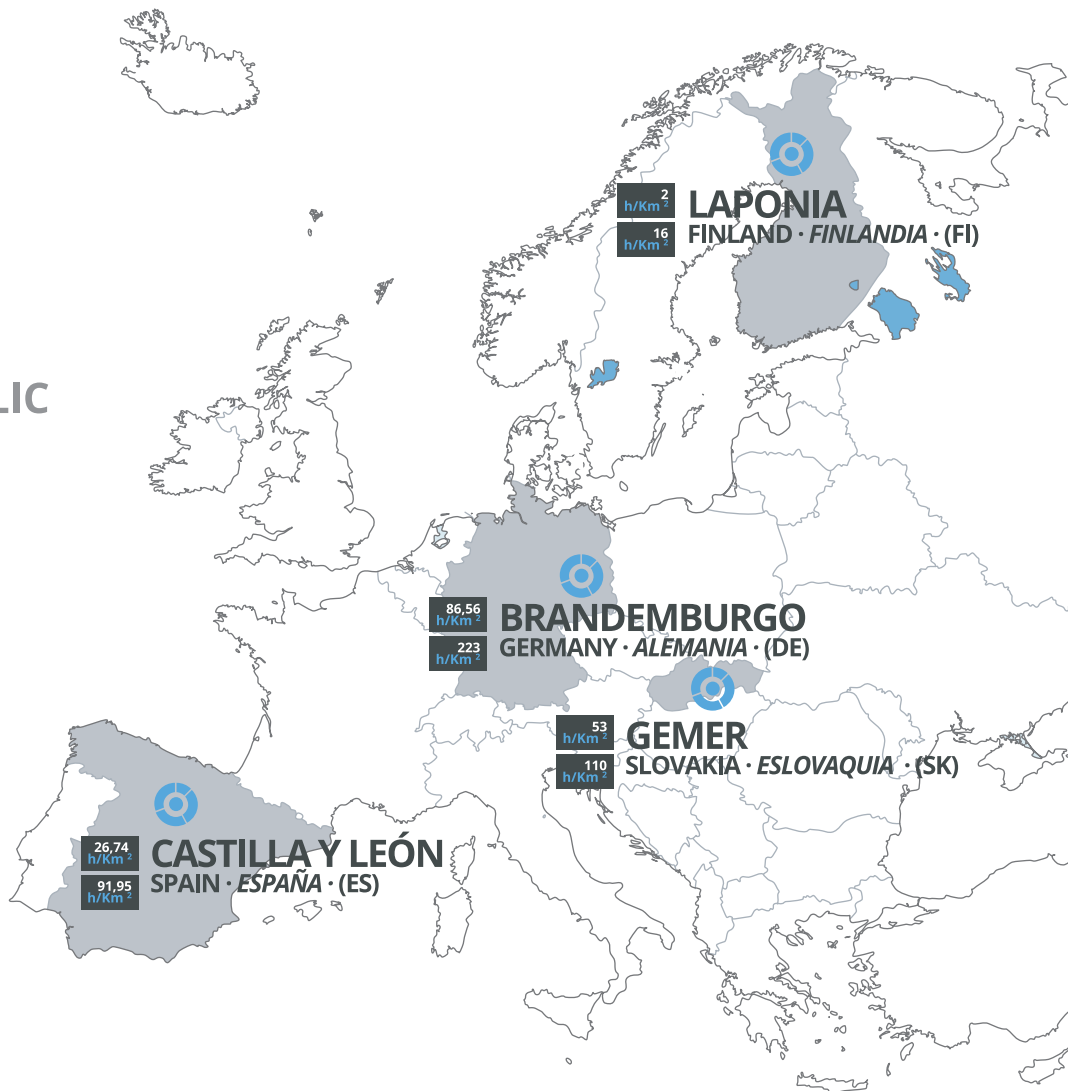 2
h/Km 2
LAPONIA
16
h/Km 2
FINLAND · FINLANDIA · (FI)
LIC
86,56
h/Km 2
BRANDEMBURGO
223
h/Km 2
GERMANY · ALEMANIA · (DE)
53
h/Km 2
GEMER
110
h/Km 2
SLOVAKIA · ESLOVAQUIA · (SK)
26,74
h/Km 2
CASTILLA Y LEÓN
91,95
h/Km 2
SPAIN · ESPAÑA · (ES)